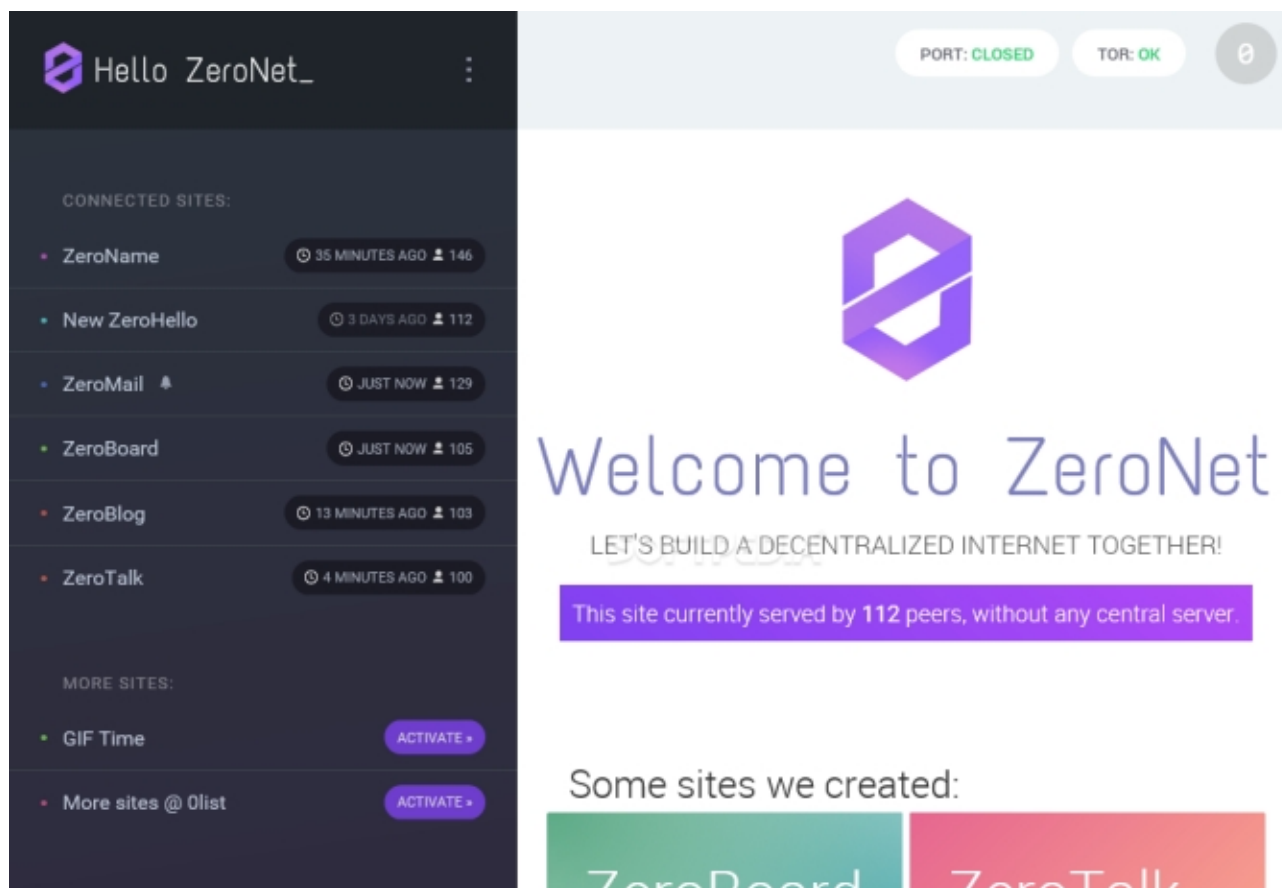 Hello ZeroNet_
PORT: CLOSED
TOR: OK
0
CONNECTED SITES:
ZeroName 35 MINUTES AGO 146
New ZeroHello 3 DAYS AGO 112
ZeroMail JUST NOW 129
ZeroBoard JUST NOW 105
ZeroBlog 13 MINUTES AGO 103
ZeroTalk 4 MINUTES AGO 100
MORE SITES:
GIF Time ACTIVATE »
More sites @ 0list ACTIVATE »
Welcome to ZeroNet
LET'S BUILD A DECENTRALIZED INTERNET TOGETHER!
SOFTPEDIA
This site currently served by 112 peers, without any central server.
Some sites we created:
ZeroBoard
ZeroTalk